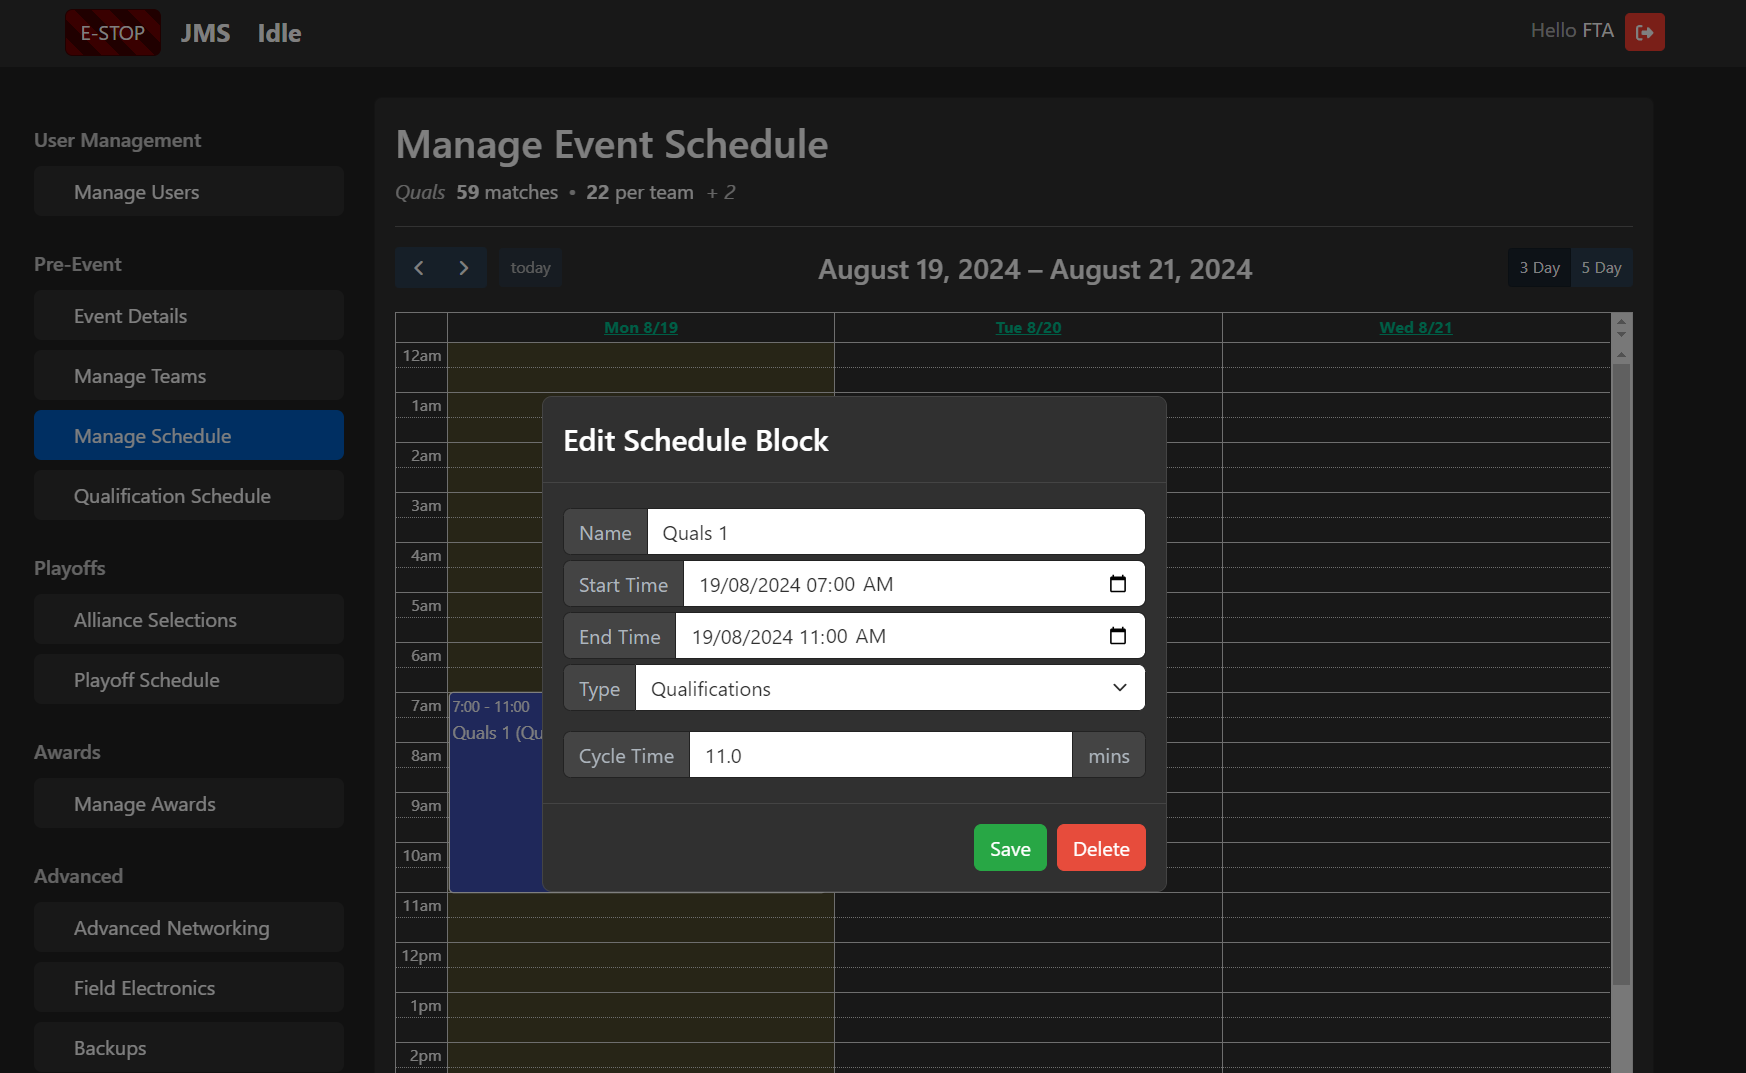 E-STOP JMS Idle Hello FTA
User Management
Manage Users
Pre-Event
Event Details
Manage Teams
Manage Schedule
Qualification Schedule
Playoffs
Alliance Selections
Playoff Schedule
Awards
Manage Awards
Advanced
Advanced Networking
Field Electronics
Backups
Manage Event Schedule
Quals 59 matches • 22 per team + 2
today August 19, 2024 – August 21, 2024 3 Day 5 Day
Mon 8/19 Tue 8/20 Wed 8/21
12am
1am
2am
3am
4am
5am
6am
7am
8am
9am
10am
11am
12pm
1pm
2pm
7:00 - 11:00
Quals 1 (Qu
Edit Schedule Block
Name Quals 1
Start Time 19/08/2024 07:00 AM
End Time 19/08/2024 11:00 AM
Type Qualifications
Cycle Time 11.0 mins
Save Delete